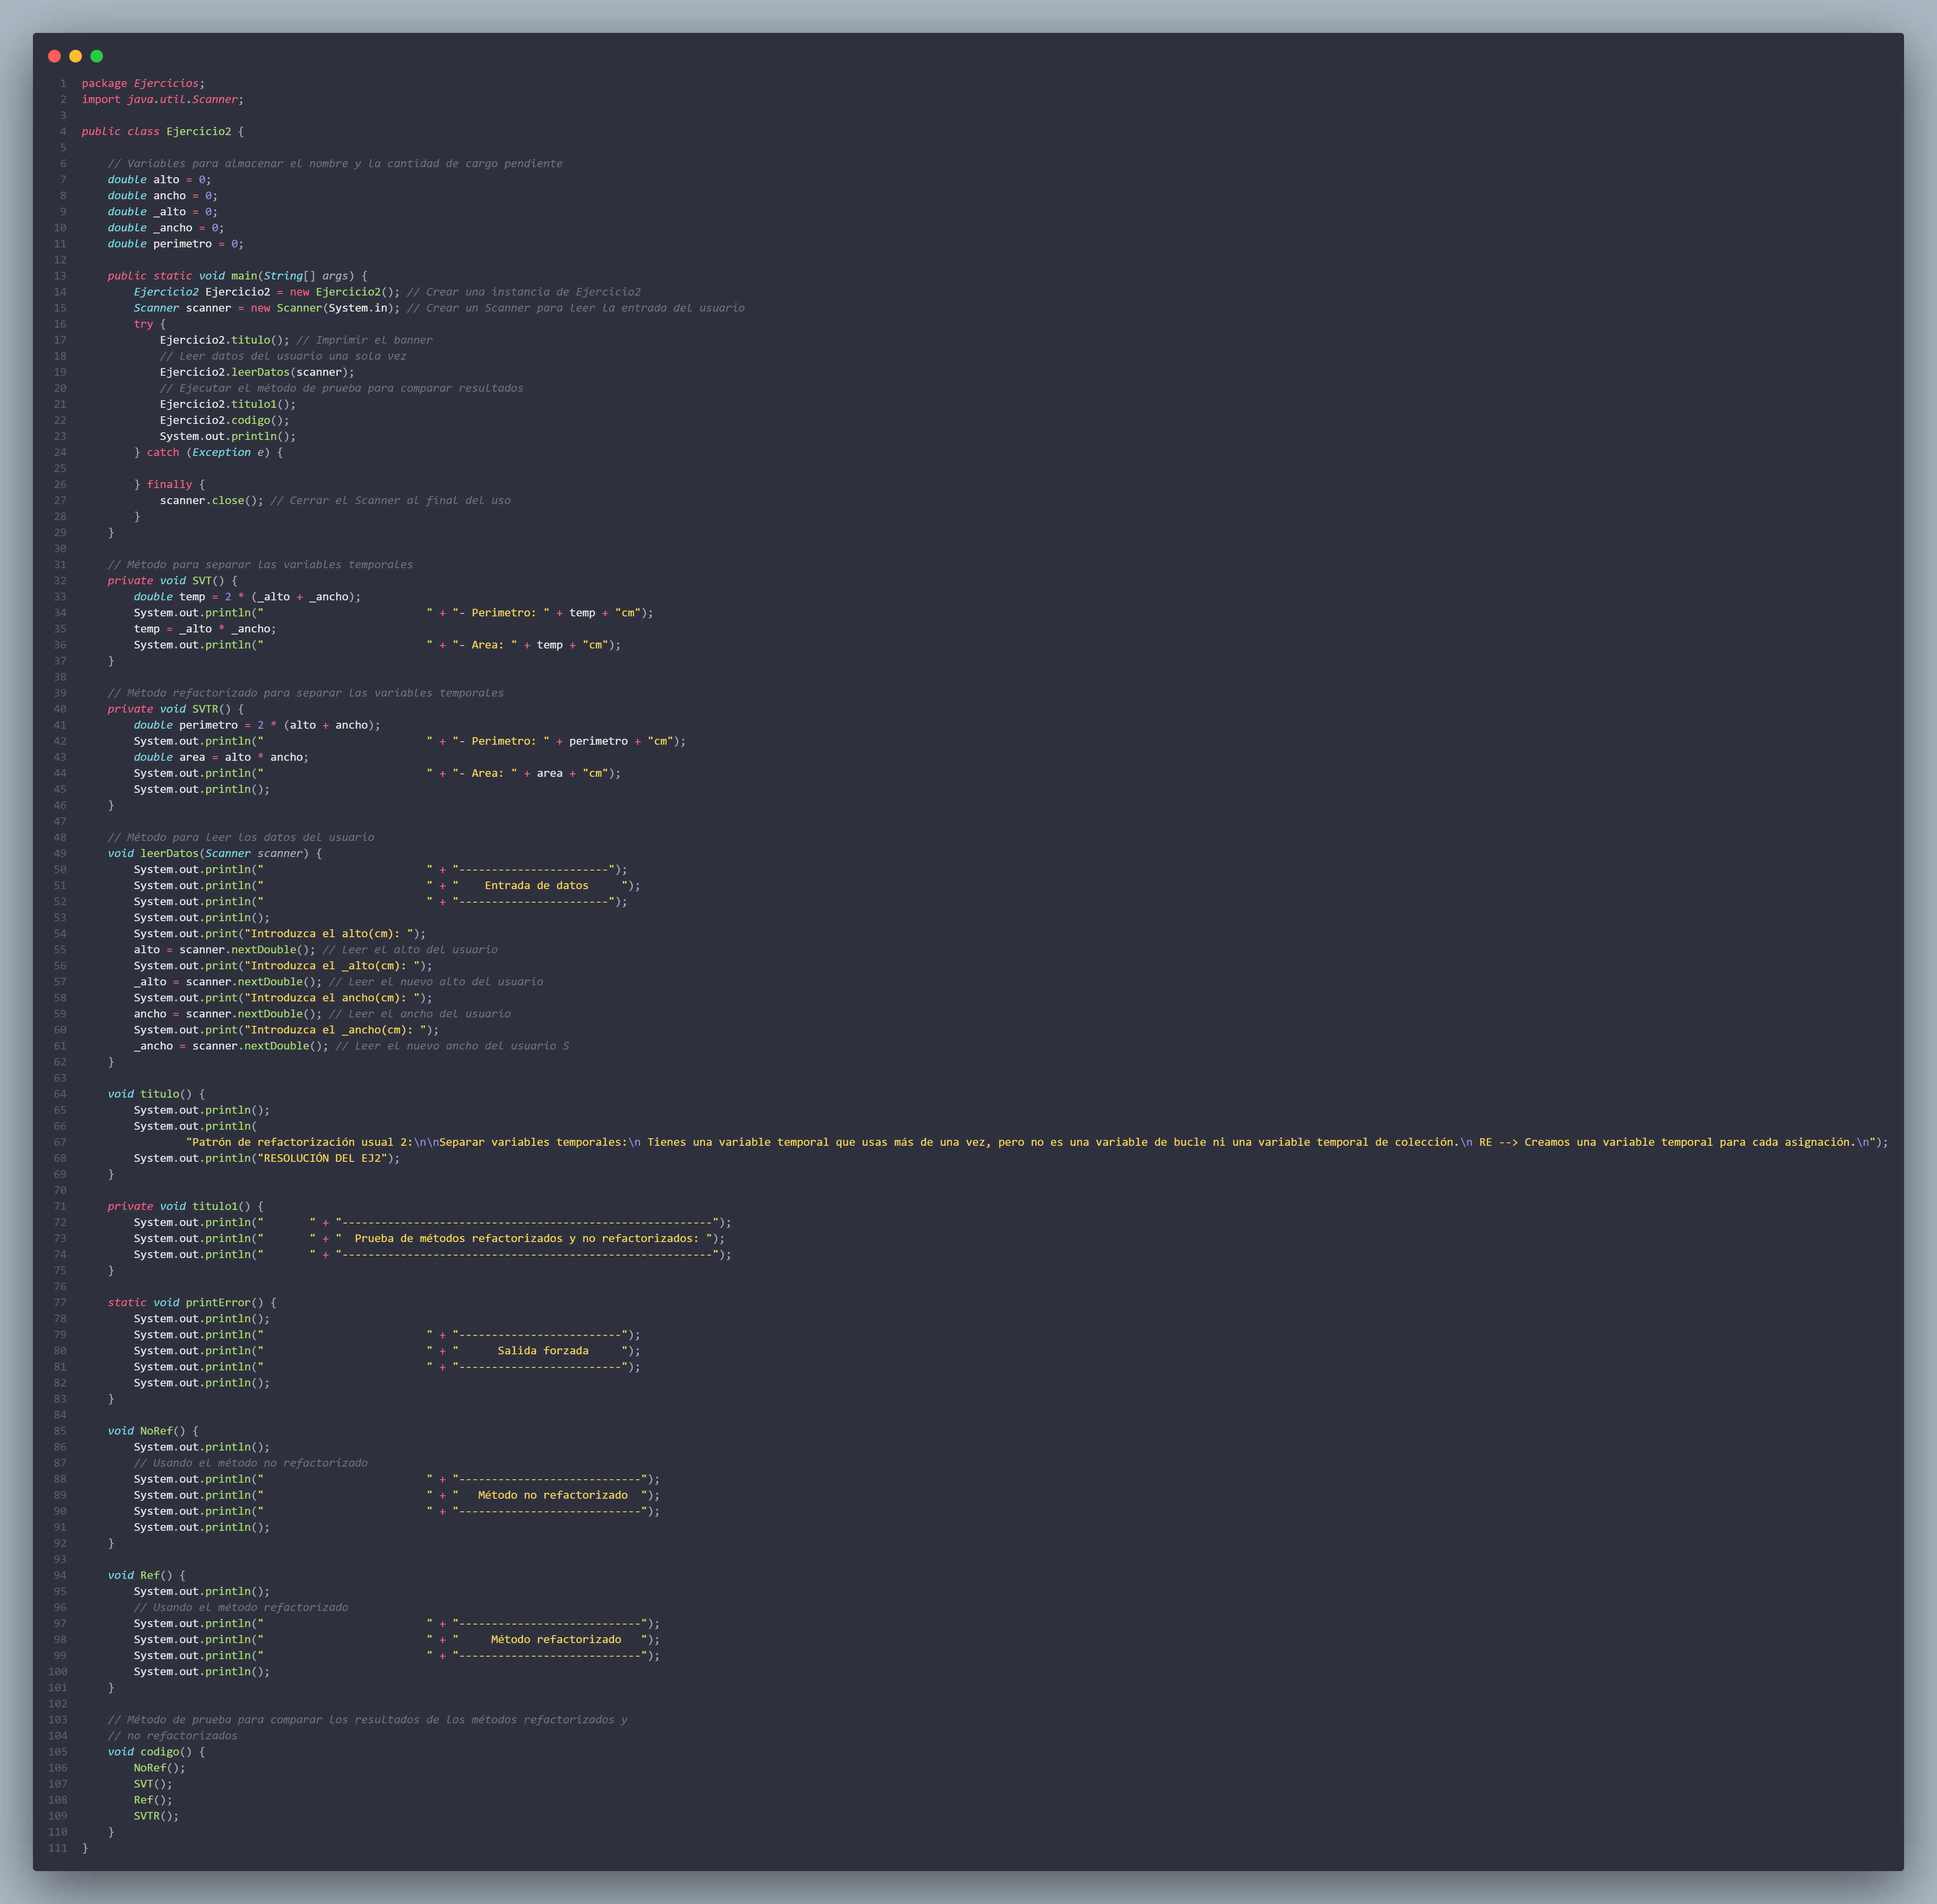 1 package Ejercicios;
2 import java.util.Scanner;
3
4 public class Ejercicio2 {
5
6     // Variables para almacenar el nombre y la cantidad de cargo pendiente
7     double alto = 0;
8     double ancho = 0;
9     double _alto = 0;
10     double _ancho = 0;
11     double perimetro = 0;
12
13     public static void main(String[] args) {
14         Ejercicio2 Ejercicio2 = new Ejercicio2(); // Crear una instancia de Ejercicio2
15         Scanner scanner = new Scanner(System.in); // Crear un Scanner para leer la entrada del usuario
16         try {
17             Ejercicio2.titulo(); // Imprimir el banner
18             // Leer datos del usuario una sola vez
19             Ejercicio2.leerDatos(scanner);
20             // Ejecutar el método de prueba para comparar resultados
21             Ejercicio2.titulo1();
22             Ejercicio2.codigo();
23             System.out.println();
24         } catch (Exception e) {
25
26         } finally {
27             scanner.close(); // Cerrar el Scanner al final del uso
28         }
29     }
30
31     // Método para separar las variables temporales
32     private void SVT() {
33         double temp = 2 * (_alto + _ancho);
34         System.out.println("                         " + "- Perimetro: " + temp + "cm");
35         temp = _alto * _ancho;
36         System.out.println("                         " + "- Area: " + temp + "cm");
37     }
38
39     // Método refactorizado para separar las variables temporales
40     private void SVTR() {
41         double perimetro = 2 * (alto + ancho);
42         System.out.println("                         " + "- Perimetro: " + perimetro + "cm");
43         double area = alto * ancho;
44         System.out.println("                         " + "- Area: " + area + "cm");
45         System.out.println();
46     }
47
48     // Método para leer los datos del usuario
49     void leerDatos(Scanner scanner) {
50         System.out.println("                         " + "-----------------------");
51         System.out.println("                         " + "    Entrada de datos     ");
52         System.out.println("                         " + "-----------------------");
53         System.out.println();
54         System.out.print("Introduzca el alto(cm): ");
55         alto = scanner.nextDouble(); // Leer el alto del usuario
56         System.out.print("Introduzca el _alto(cm): ");
57         _alto = scanner.nextDouble(); // Leer el nuevo alto del usuario
58         System.out.print("Introduzca el ancho(cm): ");
59         ancho = scanner.nextDouble(); // Leer el ancho del usuario
60         System.out.print("Introduzca el _ancho(cm): ");
61         _ancho = scanner.nextDouble(); // Leer el nuevo ancho del usuario S
62     }
63
64     void titulo() {
65         System.out.println();
66         System.out.println(
67                 "Patrón de refactorización usual 2:\n\nSeparar variables temporales:\n Tienes una variable temporal que usas más de una vez, pero no es una variable de bucle ni una variable temporal de colección.\n RE --> Creamos una variable temporal para cada asignación.\n");
68         System.out.println("RESOLUCIÓN DEL EJ2");
69     }
70
71     private void titulo1() {
72         System.out.println("       " + "---------------------------------------------------------");
73         System.out.println("       " + "  Prueba de métodos refactorizados y no refactorizados: ");
74         System.out.println("       " + "---------------------------------------------------------");
75     }
76
77     static void printError() {
78         System.out.println();
79         System.out.println("                         " + "-------------------------");
80         System.out.println("                         " + "      Salida forzada     ");
81         System.out.println("                         " + "-------------------------");
82         System.out.println();
83     }
84
85     void NoRef() {
86         System.out.println();
87         // Usando el método no refactorizado
88         System.out.println("                         " + "----------------------------");
89         System.out.println("                         " + "   Método no refactorizado  ");
90         System.out.println("                         " + "----------------------------");
91         System.out.println();
92     }
93
94     void Ref() {
95         System.out.println();
96         // Usando el método refactorizado
97         System.out.println("                         " + "----------------------------");
98         System.out.println("                         " + "     Método refactorizado   ");
99         System.out.println("                         " + "----------------------------");
100         System.out.println();
101     }
102
103     // Método de prueba para comparar los resultados de los métodos refactorizados y
104     // no refactorizados
105     void codigo() {
106         NoRef();
107         SVT();
108         Ref();
109         SVTR();
110     }
111 }